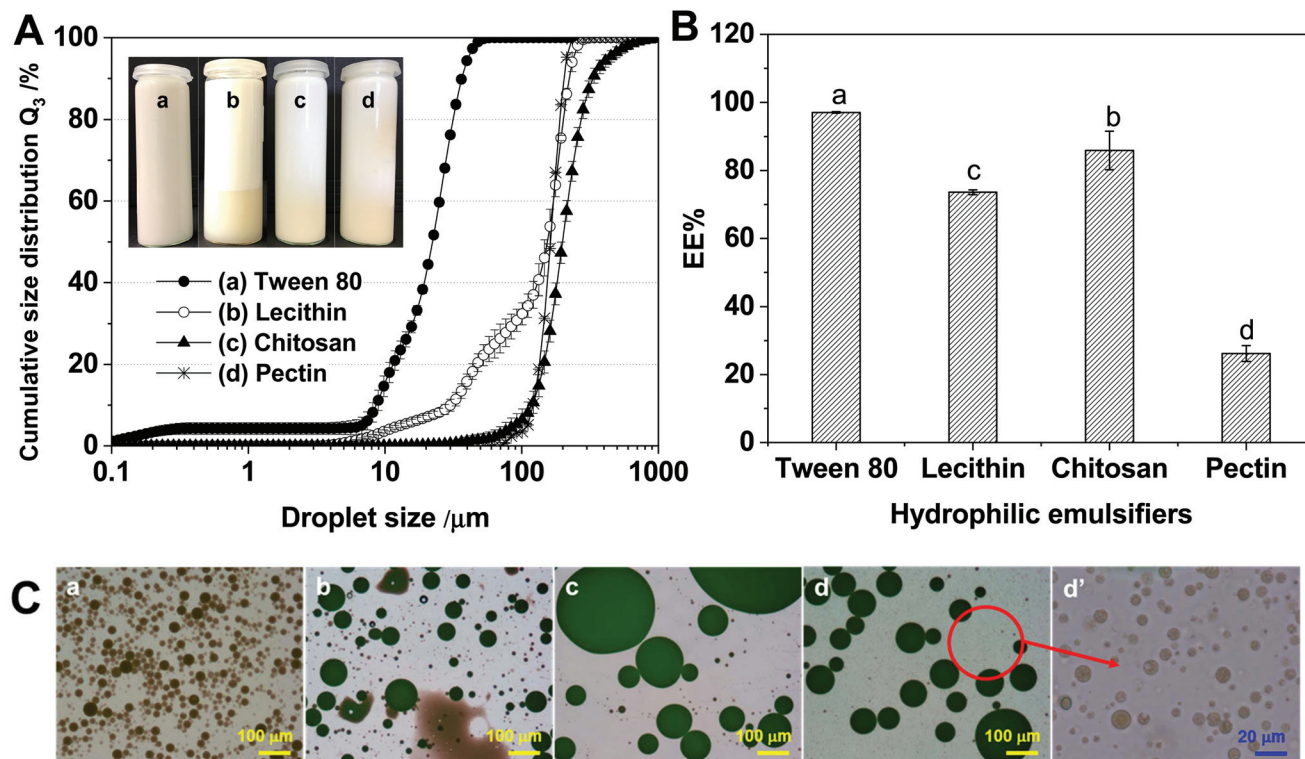 A
Cumulative size distribution Q3 /%
100
80
60
40
20
0
a
b
c
d
(a) Tween 80
(b) Lecithin
(c) Chitosan
(d) Pectin
0.1
1
10
100
1000
Droplet size /μm
B
EE%
120
100
80
60
40
20
0
a
c
b
d
Tween 80
Lecithin
Chitosan
Pectin
Hydrophilic emulsifiers
C
a
100 μm
b
100 μm
c
100 μm
d
100 μm
d'
20 μm